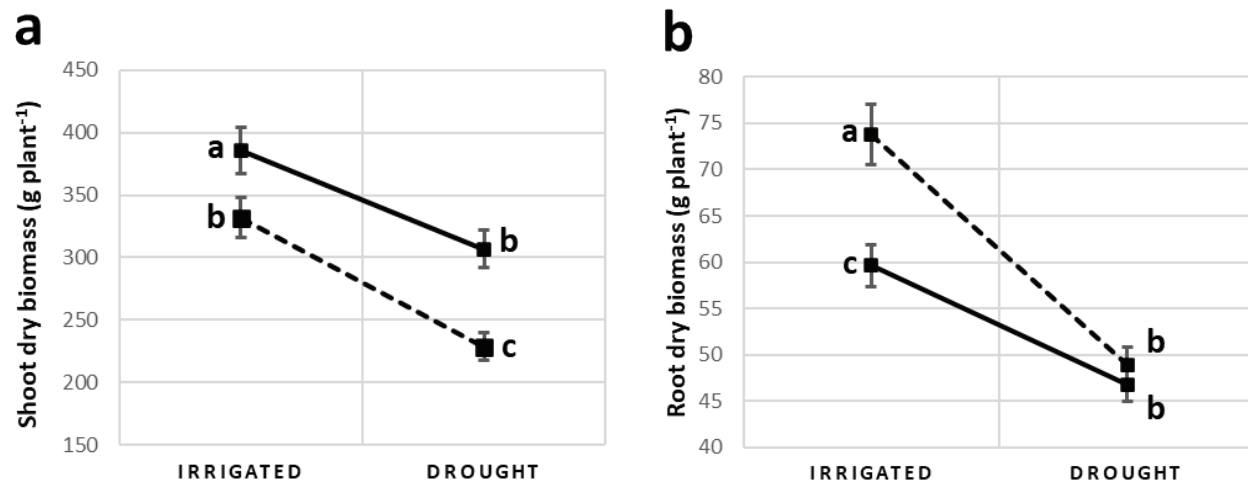 a
Shoot dry biomass (g plant⁻¹)
450
400
350
300
250
200
150
a
b
b
c
IRRIGATED
DROUGHT
b
Root dry biomass (g plant⁻¹)
80
75
70
65
60
55
50
45
40
a
c
b
b
IRRIGATED
DROUGHT